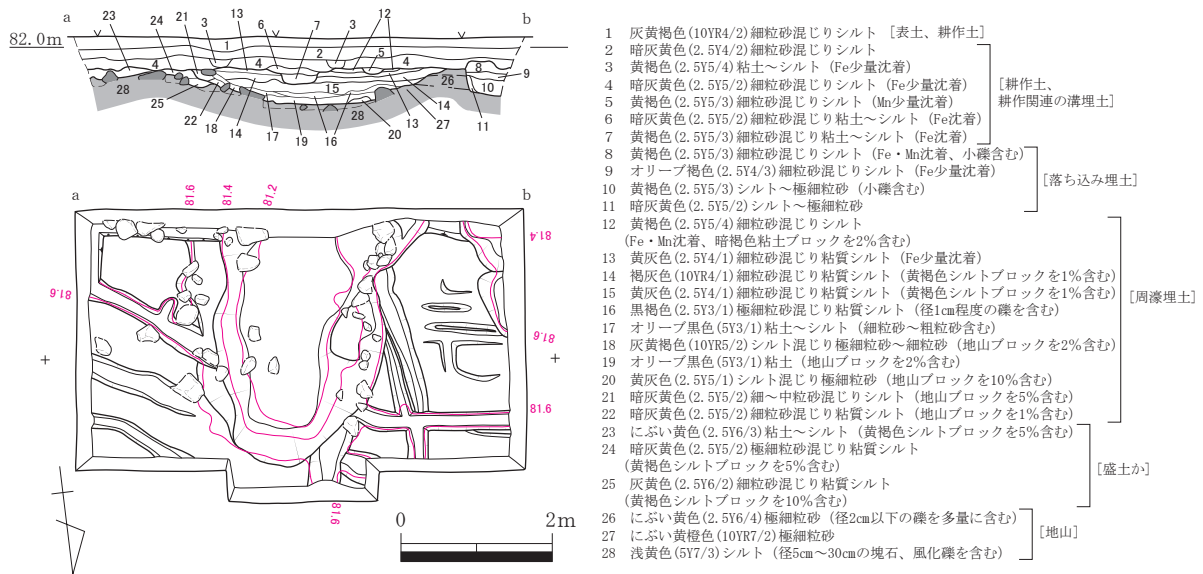 a
b
82.0m
23 24 21 3 13 6 7 3 12
1 2 5 4 4 4 8 9 10 26 15 28 28
25 22 18 14 17 19 16 20 13 27 14 11
a
b
81.6
81.4
81.2
81.4
81.6
81.6
81.6
81.6
0
2m
1 灰黄褐色(10YR4/2)細粒砂混じりシルト [表土、耕作土]
2 暗灰黄色(2.5Y4/2)細粒砂混じりシルト
3 黄褐色(2.5Y5/4)粘土～シルト(Fe少量沈着)
4 暗灰黄色(2.5Y5/2)細粒砂混じりシルト(Fe少量沈着)
5 黄褐色(2.5Y5/3)細粒砂混じりシルト(Mn少量沈着)
6 暗灰黄色(2.5Y5/2)細粒砂混じり粘土～シルト(Fe沈着)
7 黄褐色(2.5Y5/3)細粒砂混じり粘土～シルト(Fe沈着)
[耕作土、
耕作関連の溝埋土]
8 黄褐色(2.5Y5/3)細粒砂混じりシルト(Fe・Mn沈着、小礫含む)
9 オリーブ褐色(2.5Y4/3)細粒砂混じりシルト(Fe少量沈着)
10 黄褐色(2.5Y5/3)シルト～極細粒砂(小礫含む)
11 暗灰黄色(2.5Y5/2)シルト～極細粒砂
[落ち込み埋土]
12 黄褐色(2.5Y5/4)細粒砂混じりシルト
(Fe・Mn沈着、暗褐色粘土ブロックを2%含む)
13 黄灰色(2.5Y4/1)細粒砂混じり粘質シルト(Fe少量沈着)
14 褐灰色(10YR4/1)細粒砂混じり粘質シルト(黄褐色シルトブロックを1%含む)
15 黄灰色(2.5Y4/1)細粒砂混じり粘質シルト(黄褐色シルトブロックを1%含む)
16 黒褐色(2.5Y3/1)極細粒砂混じり粘質シルト(径1cm程度の礫を含む)
17 オリーブ黒色(5Y3/1)粘土～シルト(細粒砂～粗粒砂含む)
18 灰黄褐色(10YR5/2)シルト混じり極細粒砂～細粒砂(地山ブロックを2%含む)
19 オリーブ黒色(5Y3/1)粘土(地山ブロックを2%含む)
20 黄灰色(2.5Y5/1)シルト混じり極細粒砂(地山ブロックを10%含む)
21 暗灰黄色(2.5Y5/2)細～中粒砂混じりシルト(地山ブロックを5%含む)
22 暗灰黄色(2.5Y5/2)細粒砂混じり粘質シルト(地山ブロックを1%含む)
[周濠埋土]
23 にぶい黄色(2.5Y6/3)粘土～シルト(黄褐色シルトブロックを5%含む)
24 暗灰黄色(2.5Y5/2)極細粒砂混じり粘質シルト
(黄褐色シルトブロックを5%含む)
25 灰黄色(2.5Y6/2)細粒砂混じり粘質シルト
(黄褐色シルトブロックを10%含む)
[盛土か]
26 にぶい黄色(2.5Y6/4)極細粒砂(径2cm以下の礫を多量に含む)
27 にぶい黄橙色(10YR7/2)極細粒砂
28 浅黄色(5Y7/3)シルト(径5cm～30cmの塊石、風化礫を含む)
[地山]